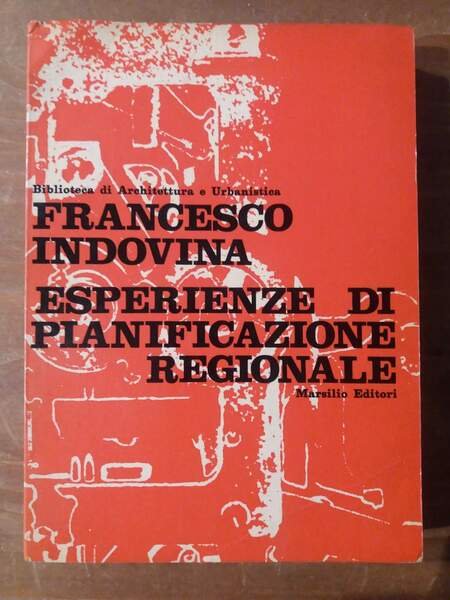 Biblioteca di Architettura e Urbanistica
FRANCESCO
INDOVINA
ESPERIENZE DI
PIANIFICAZIONE
REGIONALE
Marsilio Editori